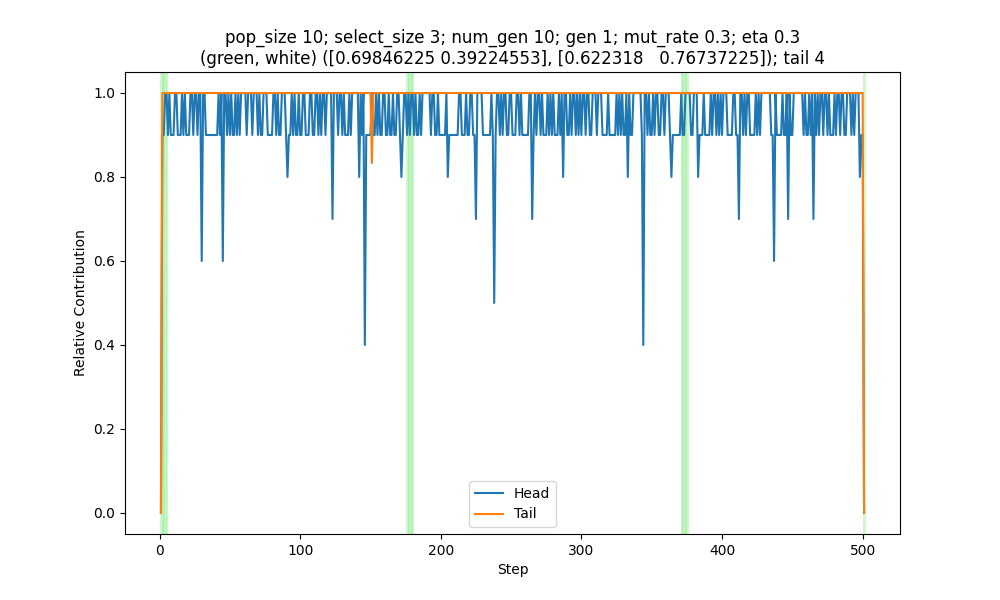 pop_size 10; select_size 3; num_gen 10; gen 1; mut_rate 0.3; eta 0.3
(green, white) ([0.69846225 0.39224553], [0.622318   0.76737225]); tail 4
1.0
0.8
0.6
0.4
0.2
0.0
Relative Contribution
Head
Tail
0 100 200 300 400 500
Step